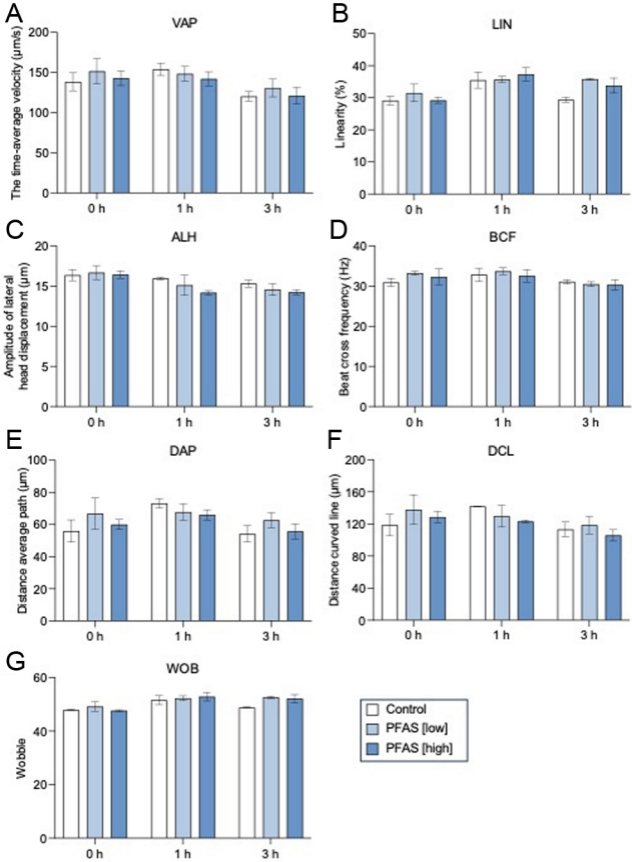 A
VAP
The time-average velocity (µm/s)
200
150
100
50
0
0 h
1 h
3 h
B
LIN
Linearity (%)
50
40
30
20
10
0
0 h
1 h
3 h
C
ALH
Amplitude of lateral
head displacement (µm)
20
15
10
5
0
0 h
1 h
3 h
D
BCF
Beat cross frequency (Hz)
40
30
20
10
0
0 h
1 h
3 h
E
DAP
Distance average path (µm)
100
80
60
40
20
0
0 h
1 h
3 h
F
DCL
Distance curved line (µm)
200
160
120
80
40
0
0 h
1 h
3 h
G
WOB
Wobble
60
40
20
0
0 h
1 h
3 h
Control
PFAS [low]
PFAS [high]